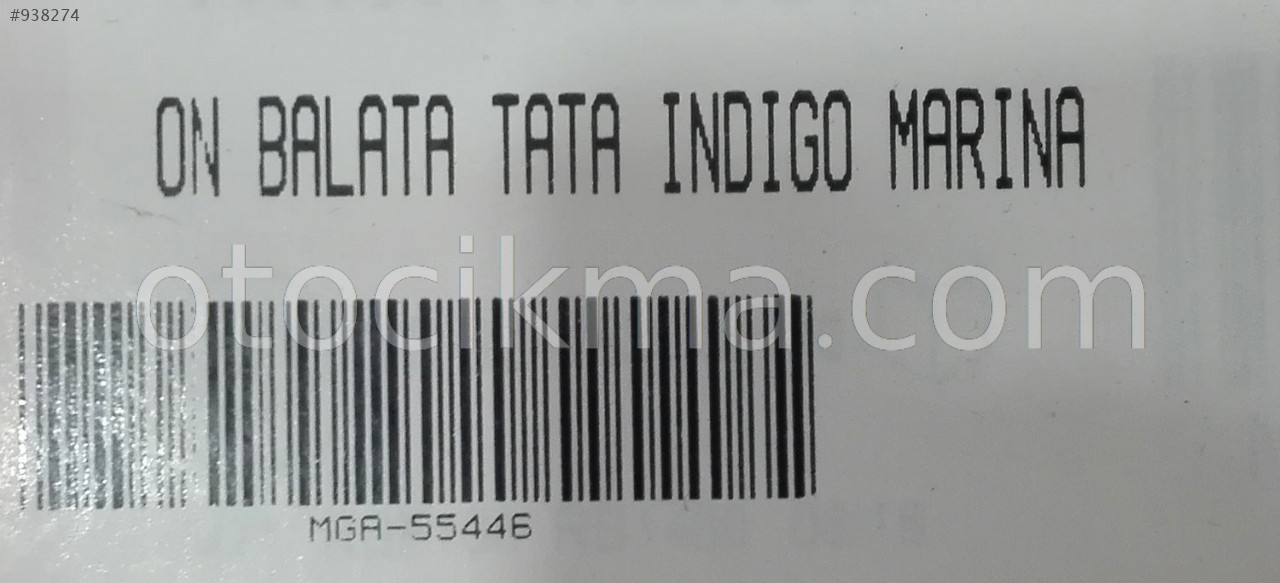 #938274
ON BALATA TATA INDIGO MARINA
otocikma.com
MGA-55446